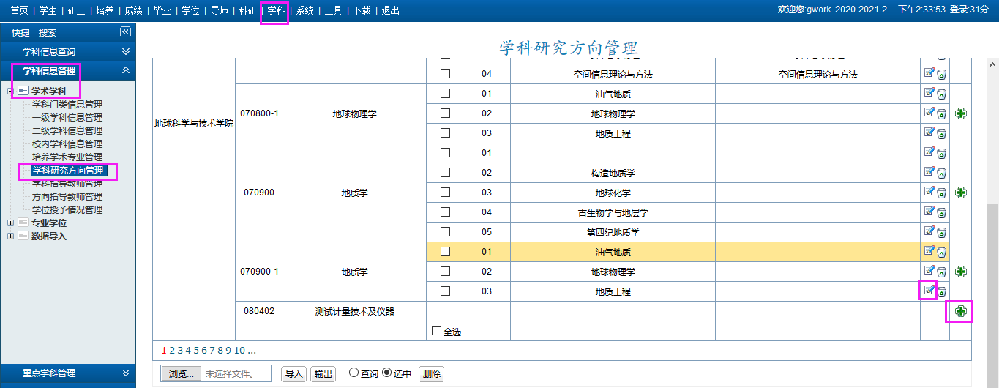 首页 | 学生 | 研工 | 培养 | 成绩 | 毕业 | 学位 | 导师 | 科研 | 学科 | 系统 | 工具 | 下载 | 退出
欢迎您:gwork 2020-2021-2 下午2:33:53 登录:31分
快捷 搜索
学科信息查询
学科信息管理
学术学科
学科门类信息管理
一级学科信息管理
二级学科信息管理
校内学科信息管理
培养学术专业管理
学科研究方向管理
学科指导教师管理
方向指导教师管理
学位授予情况管理
专业学位
数据导入
重点学科管理
学科研究方向管理
04 空间信息理论与方法 空间信息理论与方法
地球科学与技术学院
070800-1 地球物理学
01 油气地质
02 地球物理学
03 地质工程
070900 地质学
01
02 构造地质学
03 地球化学
04 古生物学与地层学
05 第四纪地质学
070900-1 地质学
01 油气地质
02 地球物理学
03 地质工程
080402 测试计量技术及仪器
全选
1 2 3 4 5 6 7 8 9 10 ...
浏览... 未选择文件。 导入 输出 查询 选中 删除